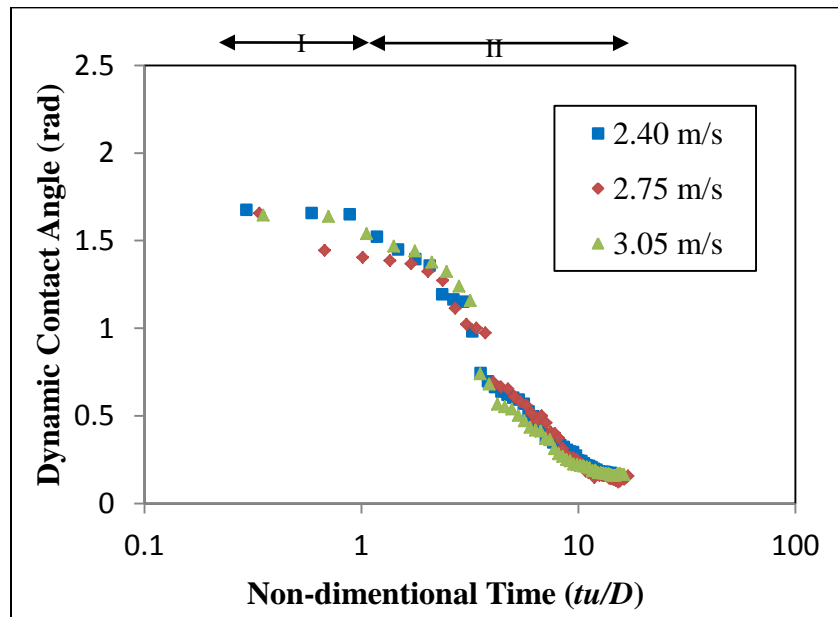 I
II
2.5
2
1.5
1
0.5
0
Dynamic Contact Angle (rad)
2.40 m/s
2.75 m/s
3.05 m/s
0.1 1 10 100
Non-dimentional Time (tu/D)